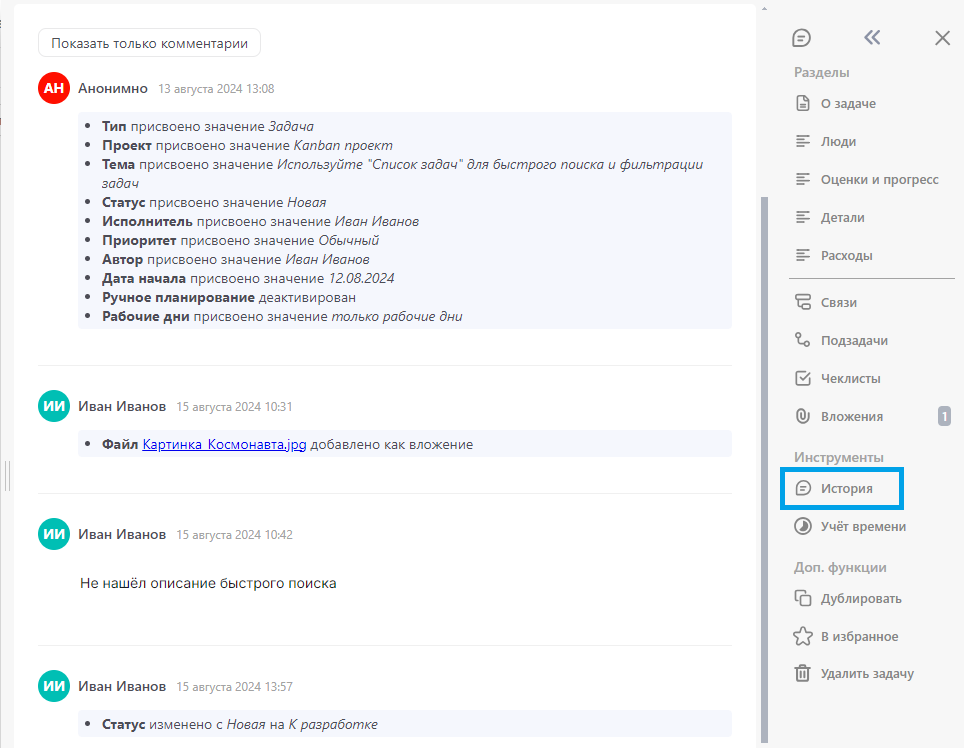 Показать только комментарии
АН Анонимно 13 августа 2024 13:08
Тип присвоено значение Задача
Проект присвоено значение Kanban проект
Тема присвоено значение Используйте "Список задач" для быстрого поиска и фильтрации
задач
Статус присвоено значение Новая
Исполнитель присвоено значение Иван Иванов
Приоритет присвоено значение Обычный
Автор присвоено значение Иван Иванов
Дата начала присвоено значение 12.08.2024
Ручное планирование деактивирован
Рабочие дни присвоено значение только рабочие дни
ИИ Иван Иванов 15 августа 2024 10:31
Файл Картинка_Космонавта.jpg добавлено как вложение
ИИ Иван Иванов 15 августа 2024 10:42
Не нашёл описание быстрого поиска
ИИ Иван Иванов 15 августа 2024 13:57
Статус изменено с Новая на К разработке
Разделы
О задаче
Люди
Оценки и прогресс
Детали
Расходы
Связи
Подзадачи
Чеклисты
Вложения 1
Инструменты
История
Учёт времени
Доп. функции
Дублировать
В избранное
Удалить задачу